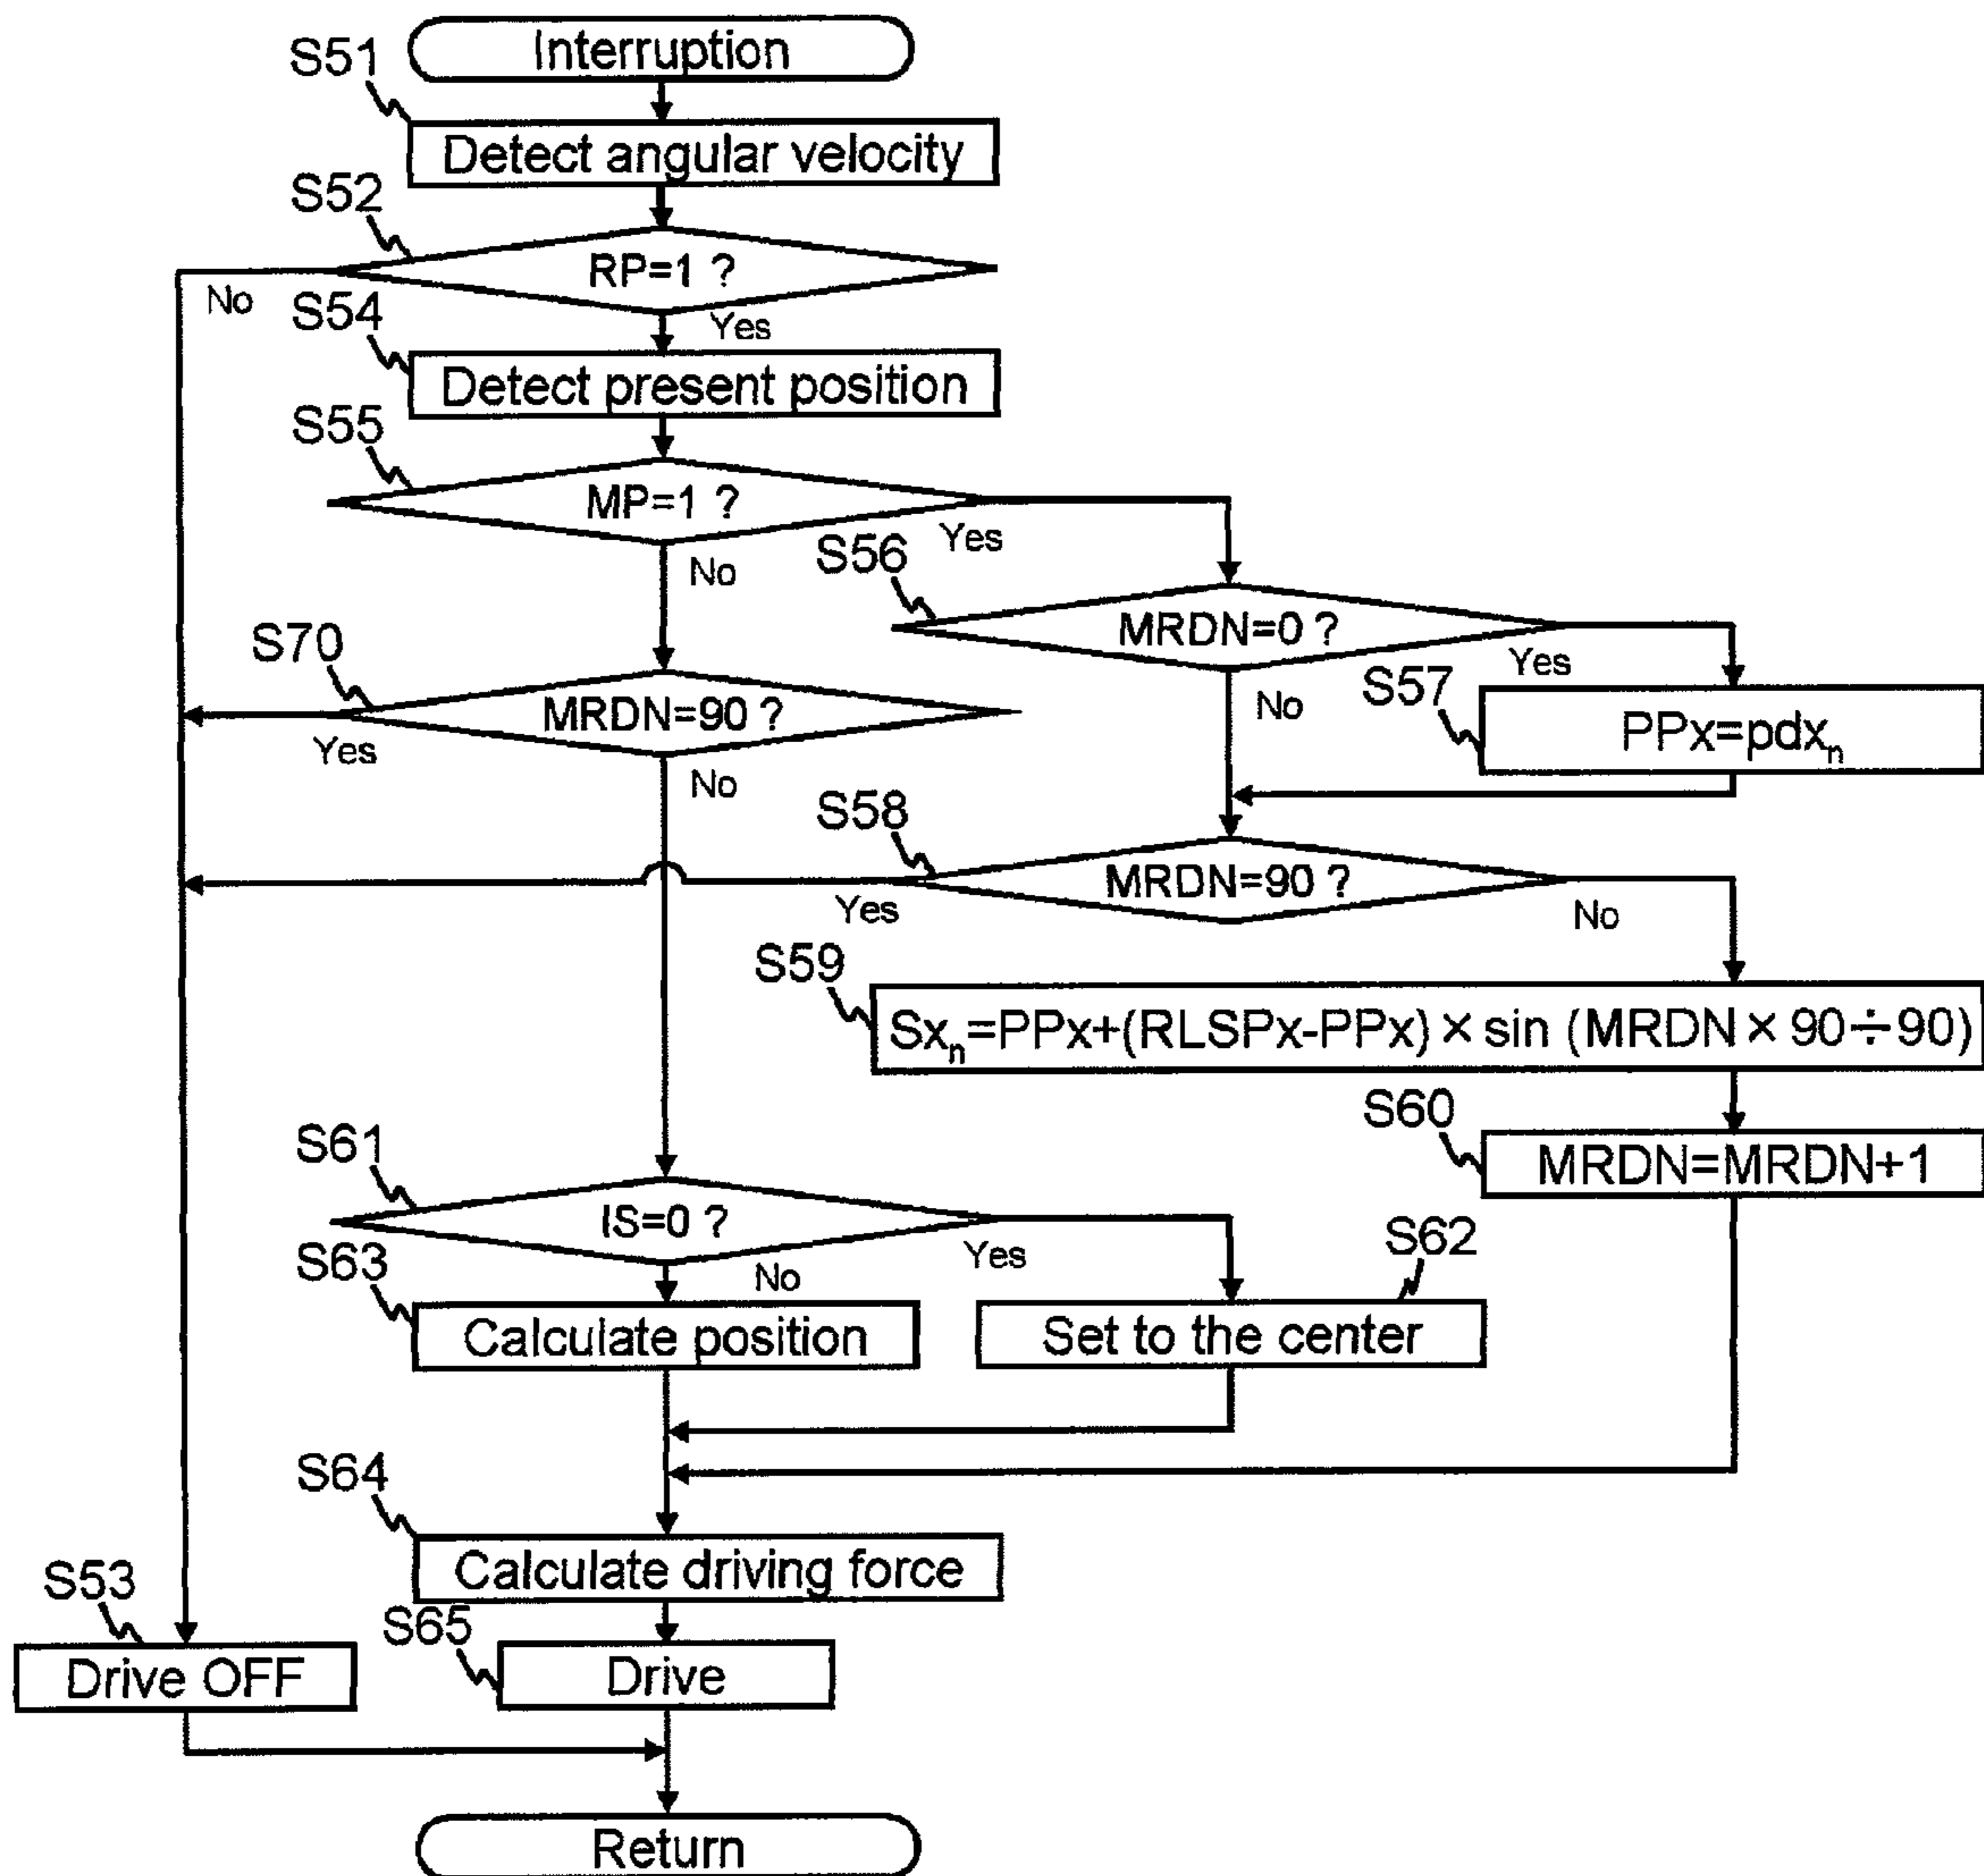 Interruption
S51
Detect angular velocity
S52
RP=1 ?
No
Yes
S54
Detect present position
S55
MP=1 ?
Yes
No
S56
MRDN=0 ?
Yes
No
S57
PPx=pdxₙ
S70
MRDN=90 ?
Yes
No
S58
MRDN=90 ?
Yes
No
S59
Sxₙ=PPx+(RLSPx-PPx)×sin (MRDN×90÷90)
S60
MRDN=MRDN+1
S61
IS=0 ?
Yes
No
S62
Set to the center
S63
Calculate position
S64
Calculate driving force
S53
Drive OFF
S65
Drive
Return